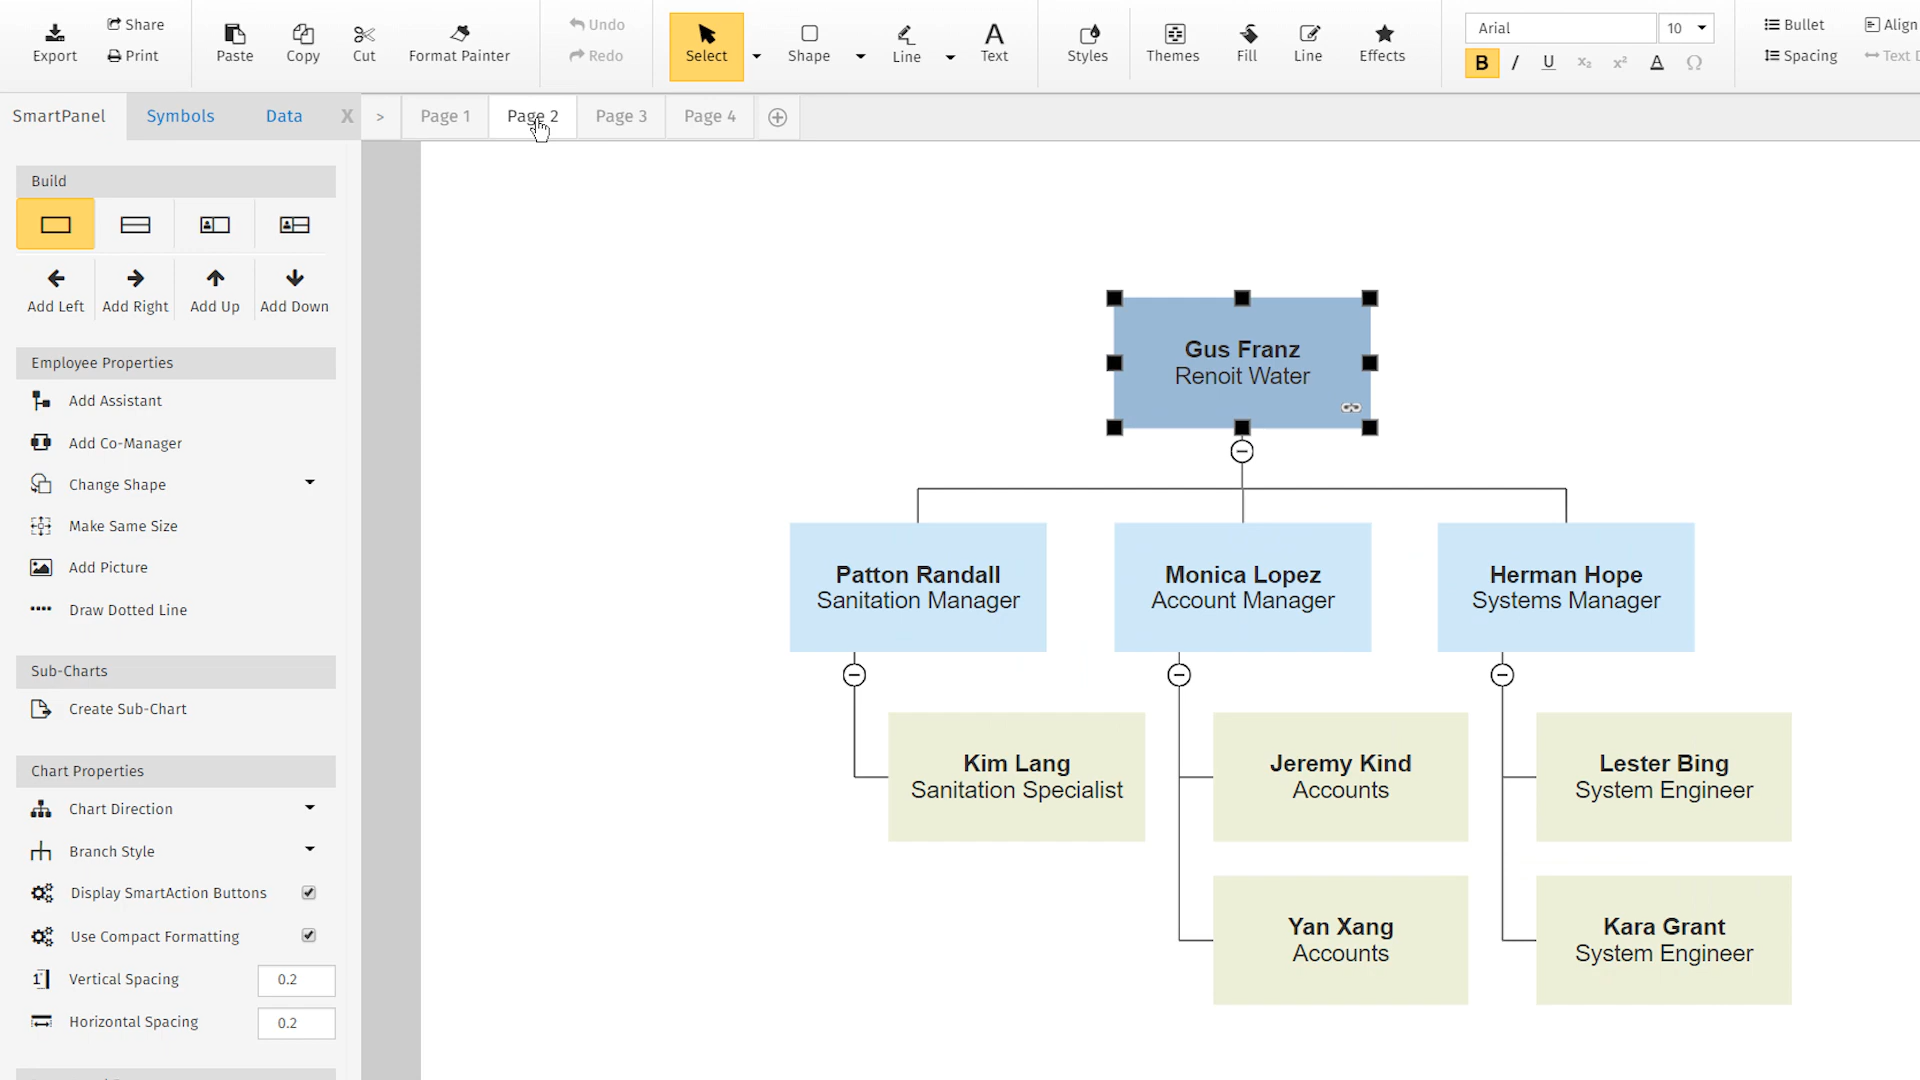 Export
Share
Print
Paste
Copy
Cut
Format Painter
Undo
Redo
Select
Shape
Line
Text
Styles
Themes
Fill
Line
Effects
Arial
10
B I U x₂ x² A Ω
Bullet
Align
Spacing
Text
SmartPanel
Symbols
Data
X
>
Page 1
Page 2
Page 3
Page 4
Build
Add Left
Add Right
Add Up
Add Down
Employee Properties
Add Assistant
Add Co-Manager
Change Shape
Make Same Size
Add Picture
Draw Dotted Line
Sub-Charts
Create Sub-Chart
Chart Properties
Chart Direction
Branch Style
Display SmartAction Buttons
Use Compact Formatting
Vertical Spacing
0.2
Horizontal Spacing
0.2
Gus Franz
Renoit Water
Patton Randall
Sanitation Manager
Monica Lopez
Account Manager
Herman Hope
Systems Manager
Kim Lang
Sanitation Specialist
Jeremy Kind
Accounts
Lester Bing
System Engineer
Yan Xang
Accounts
Kara Grant
System Engineer